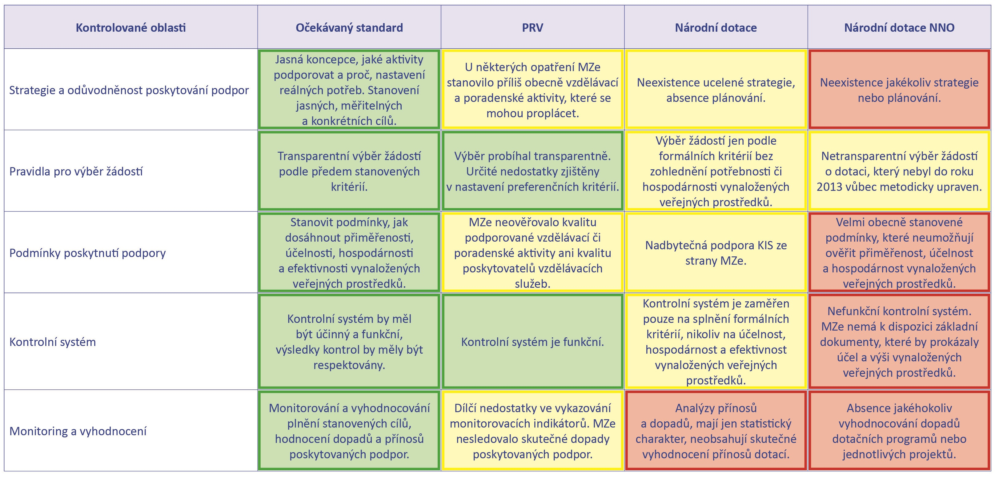 Kontrolované oblasti
Očekávaný standard
PRV
Národní dotace
Národní dotace NNO
Strategie a odůvodněnost poskytování podpor
Jasná koncepce, jaké aktivity
podporovat a proč, nastavení
reálných potřeb. Stanovení
jasných, měřitelných
a konkrétních cílů.
U některých opatření MZe
stanovilo příliš obecně vzdělávací
a poradenské aktivity, které se
mohou proplácet.
Neexistence ucelené strategie,
absence plánování.
Neexistence jakékoliv strategie
nebo plánování.
Pravidla pro výběr žádostí
Transparentní výběr žádostí
podle předem stanovených
kritérií.
Výběr probíhal transparentně.
Určité nedostatky zjištěny
v nastavení preferenčních kritérií.
Výběr žádostí jen podle
formálních kritérií bez
zohlednění potřebnosti či
hospodárnosti vynaložených
veřejných prostředků.
Netransparentní výběr žádostí
o dotaci, který nebyl do roku
2013 vůbec metodicky upraven.
Podmínky poskytnutí podpory
Stanovit podmínky, jak
dosáhnout přiměřenosti,
účelnosti, hospodárnosti
a efektivnosti vynaložených
veřejných prostředků.
MZe neověřovalo kvalitu
podporované vzdělávací či
poradenské aktivity ani kvalitu
poskytovatelů vzdělávacích
služeb.
Nadbytečná podpora KIS ze
strany MZe.
Velmi obecně stanovené
podmínky, které neumožňují
ověřit přiměřenost, účelnost
a hospodárnost vynaložených
veřejných prostředků.
Kontrolní systém
Kontrolní systém by měl
být účinný a funkční,
výsledky kontrol by měly být
respektovány.
Kontrolní systém je funkční.
Kontrolní systém je zaměřen
pouze na splnění formálních
kritérií, nikoliv na účelnost,
hospodárnost a efektivnost
vynaložených veřejných
prostředků.
Nefunkční kontrolní systém.
MZe nemá k dispozici základní
dokumenty, které by prokázaly
účel a výši vynaložených
veřejných prostředků.
Monitoring a vyhodnocení
Monitorování a vyhodnocování
plnění stanovených cílů,
hodnocení dopadů a přínosů
poskytovaných podpor.
Dílčí nedostatky ve vykazování
monitorovacích indikátorů. MZe
nesledovalo skutečné dopady
poskytovaných podpor.
Analýzy přínosů
a dopadů, mají jen statistický
charakter, neobsahují skutečné
vyhodnocení přínosů dotací.
Absence jakéhokoliv
vyhodnocování dopadů
dotačních programů nebo
jednotlivých projektů.